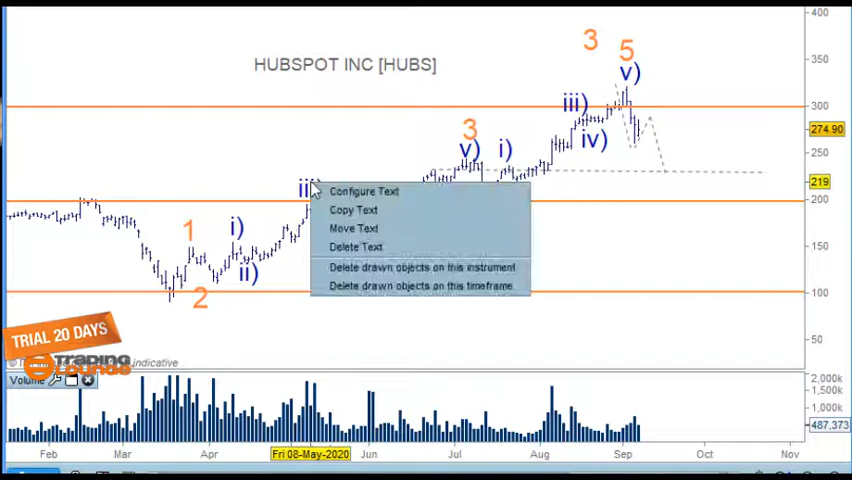 400
3
5
HUBSPOT INC [HUBS]
350
v)
iii)
300
3
274.90
iv)
v)
i)
250
Configure Text
219
Copy Text
200
1
i)
Move Text
Delete Text
150
ii)
Delete drawn objects on this instrument
Delete drawn objects on this timeframe
2
100
TRIAL 20 DAYS
50
TRADING
LOUNGE
indicative
Volume
2,000k
1,500k
1,000k
487,373
Feb
Mar
Apr
Fri 08-May-2020
Jun
Jul
Aug
Sep
Oct
Nov